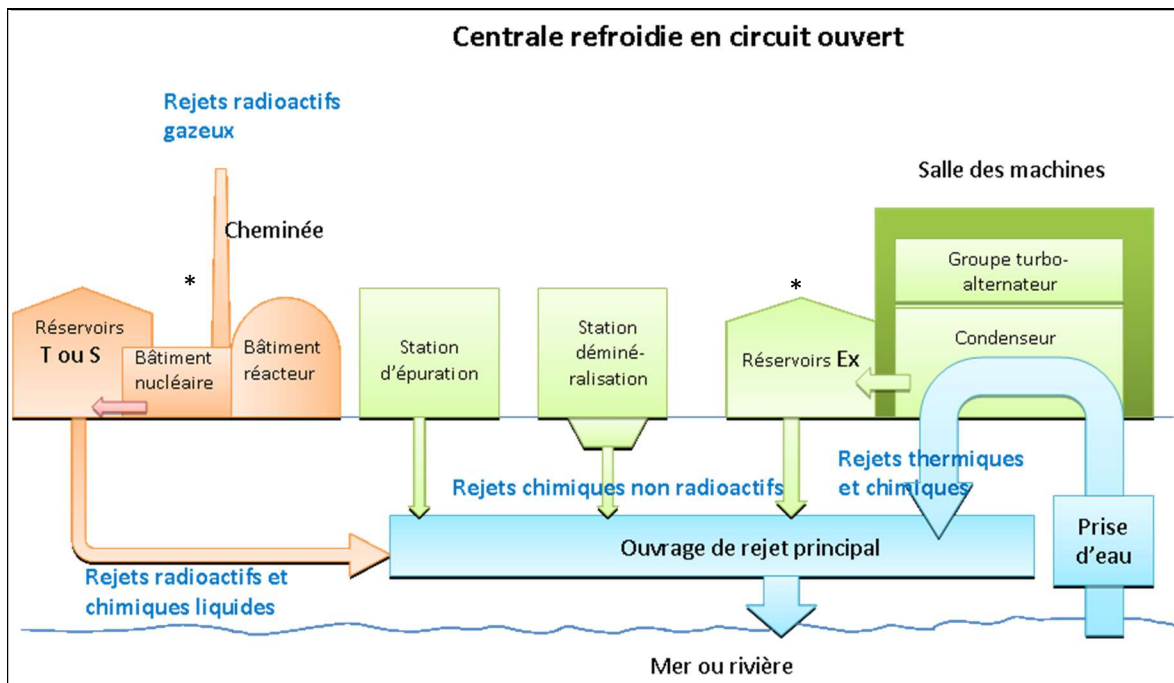 Centrale refroidie en circuit ouvert
Rejets radioactifs
gazeux
Salle des machines
Cheminée
*
*
Groupe turbo-
alternateur
Réservoirs
T ou S
Bâtiment
nucléaire
Bâtiment
réacteur
Station
d'épuration
Station
déminé-
ralisation
Réservoirs Ex
Condenseur
Rejets thermiques
et chimiques
Rejets chimiques non radioactifs
Ouvrage de rejet principal
Prise
d'eau
Rejets radioactifs et
chimiques liquides
Mer ou rivière